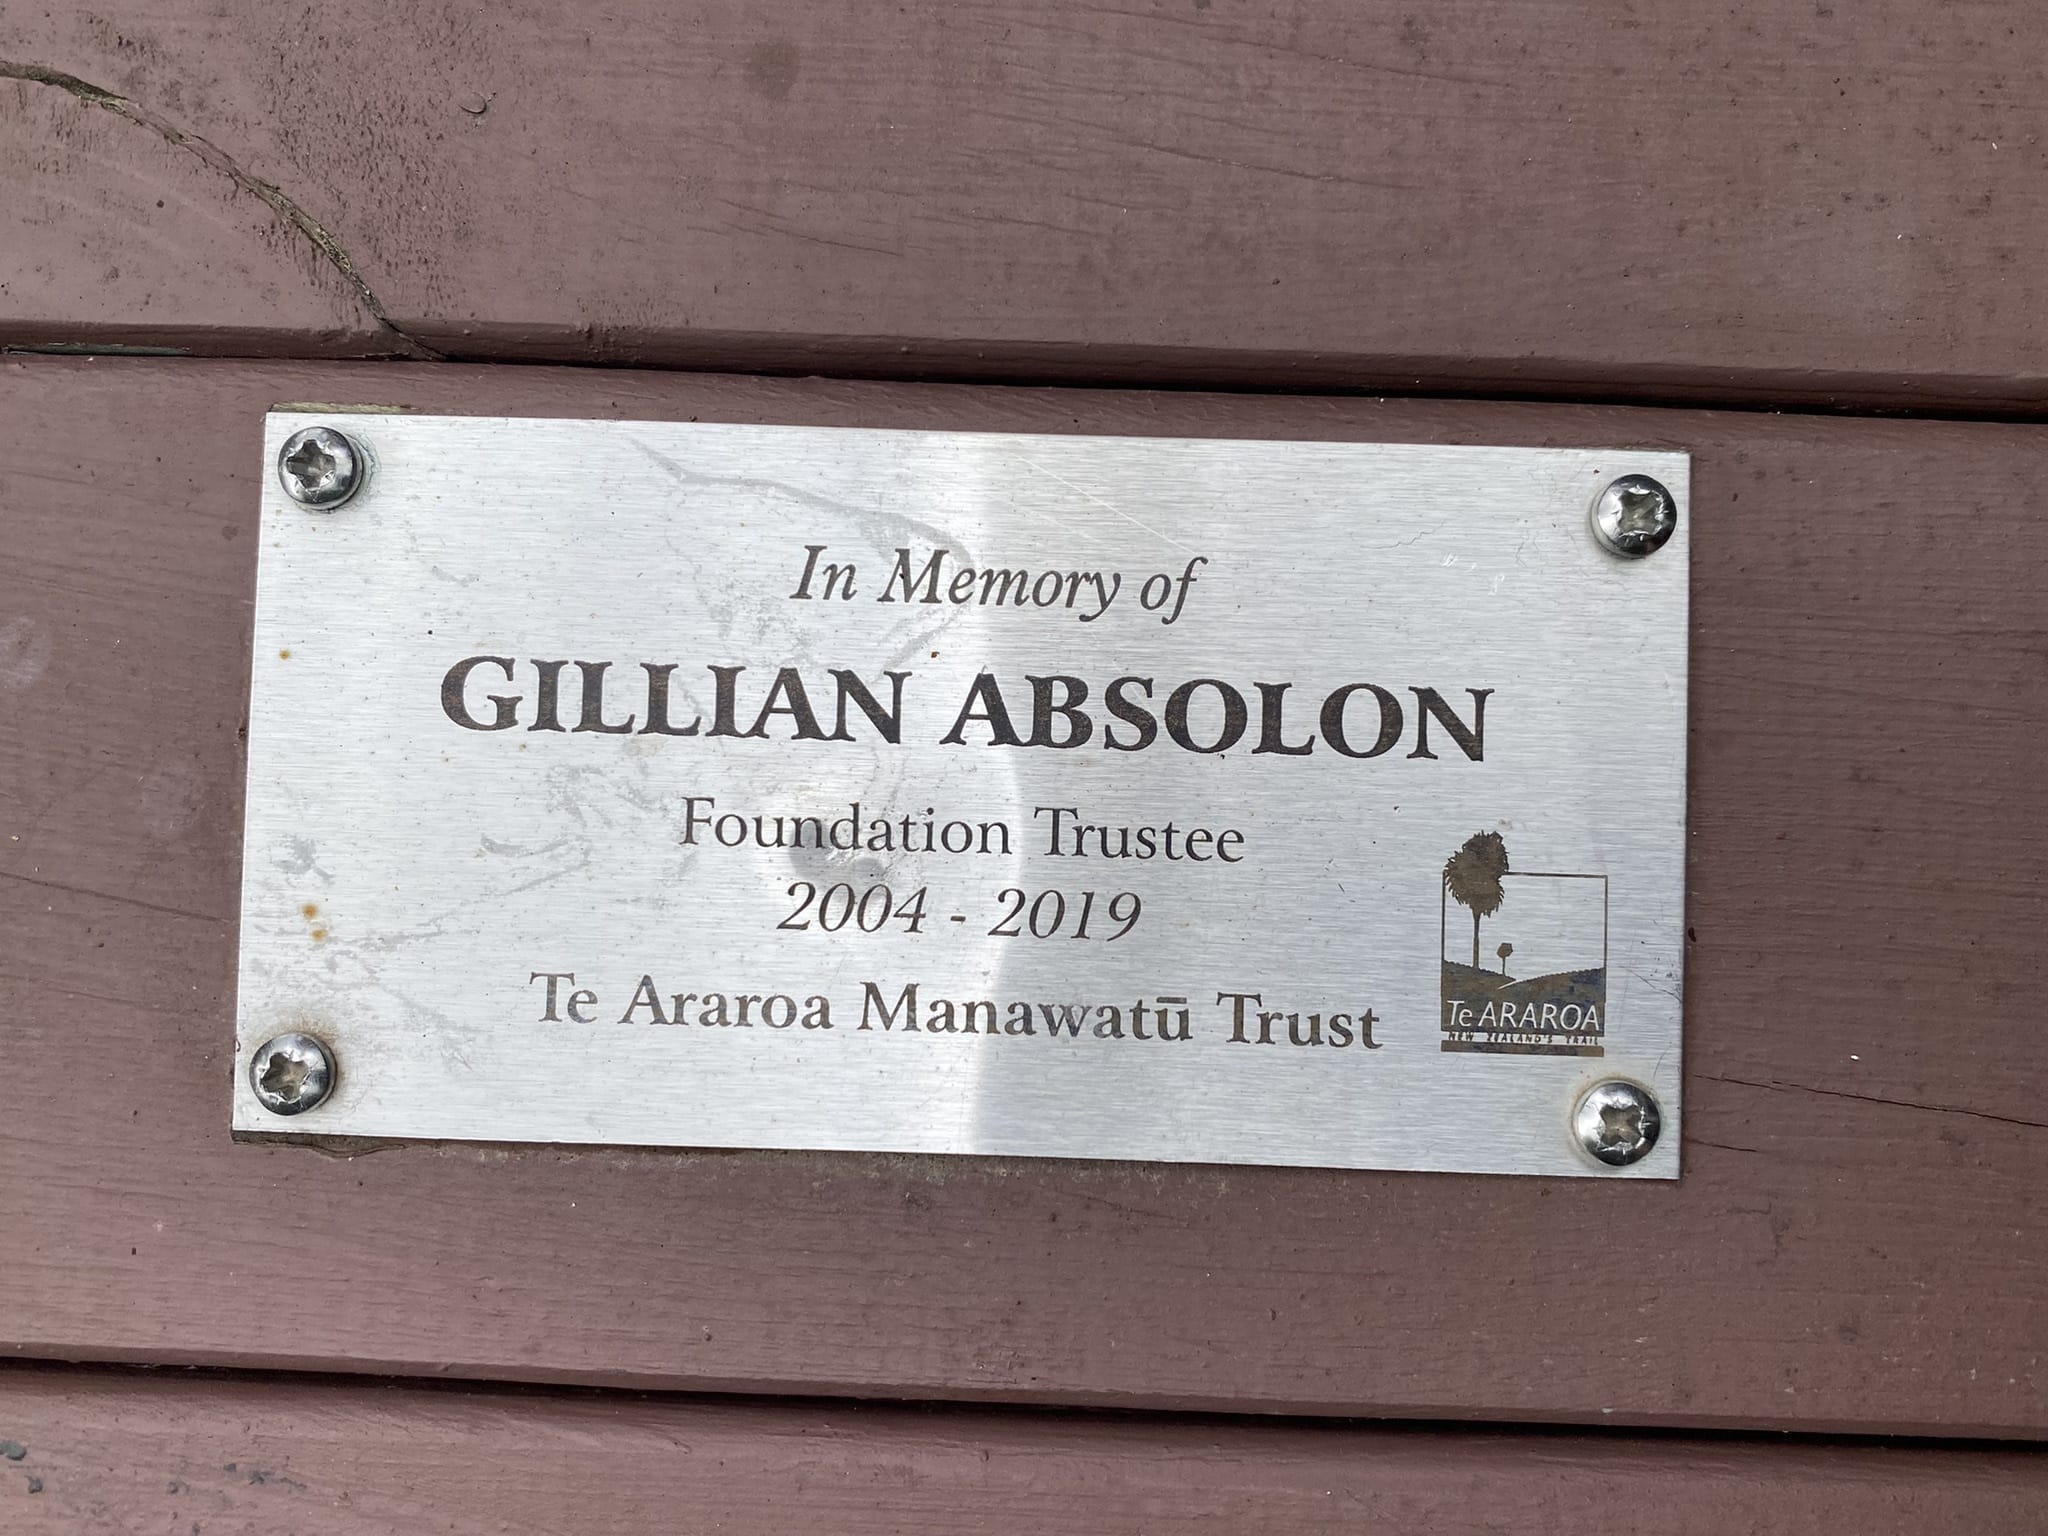 In Memory of
GILLIAN ABSOLON
Foundation Trustee
2004 - 2019
Te Araroa Manawatū Trust
Te ARAROA
NEW ZEALAND'S TRAIL